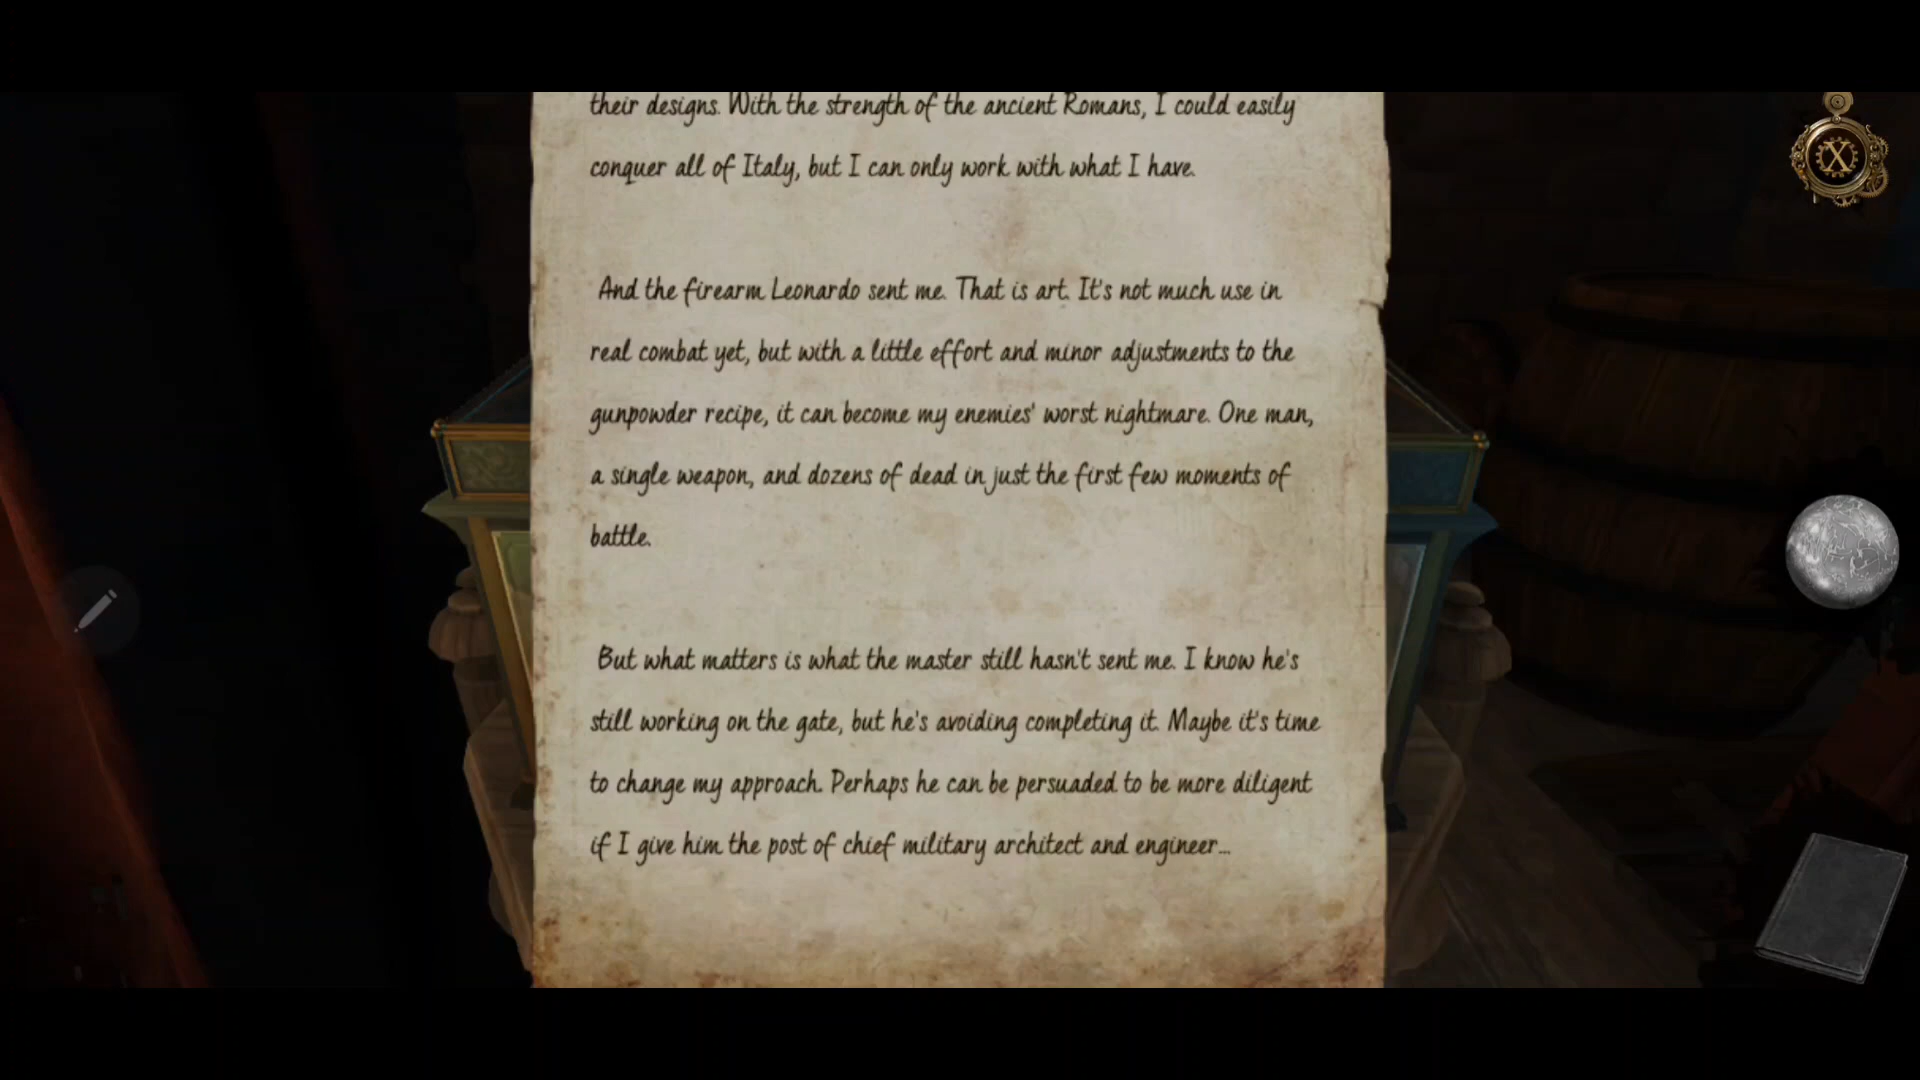 their designs. With the strength of the ancient Romans, I could easily
conquer all of Italy, but I can only work with what I have.
And the firearm Leonardo sent me. That is art. It's not much use in
real combat yet, but with a little effort and minor adjustments to the
gunpowder recipe, it can become my enemies' worst nightmare. One man,
a single weapon, and dozens of dead in just the first few moments of
battle.
But what matters is what the master still hasn't sent me. I know he's
still working on the gate, but he's avoiding completing it. Maybe it's time
to change my approach. Perhaps he can be persuaded to be more diligent
if I give him the post of chief military architect and engineer...
X